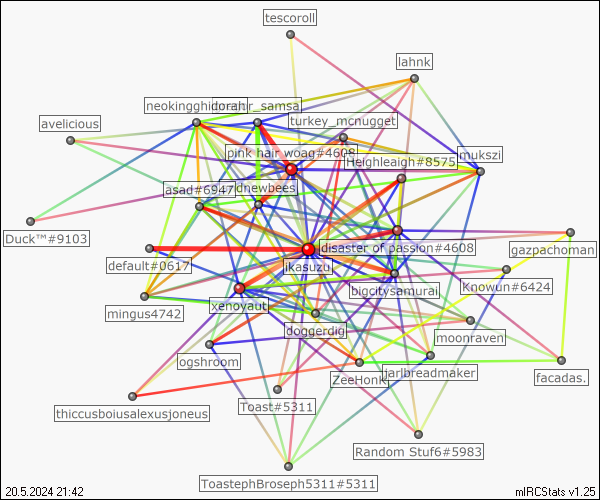 tescoroll
lahnk
neokingghidorah
gregor_samsa
turkey_mcnugget
avelicious
pink hair woag#4608
Heighleaigh#8575
mukszi
asad#6947
chewbees
Duck™#9103
disaster of passion#4608
gazpachoman
default#0617
ikasuzu
Knowun#6424
bigcitysamurai
mingus4742
xenoyaut
doggerdig
moonraven
ogshroom
ZeeHonk
jarlbreadmaker
facadas.
thiccusboiusalexusjoneus
Toast#5311
Random Stuf6#5983
ToastephBroseph5311#5311
20.5.2024 21:42
mIRCStats v1.25